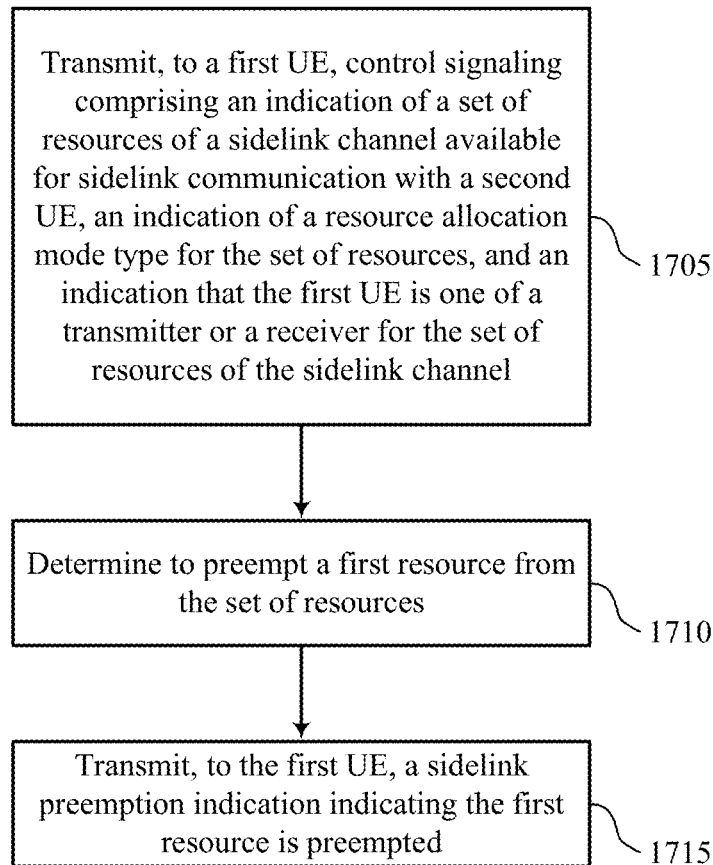 Transmit, to a first UE, control signaling
comprising an indication of a set of
resources of a sidelink channel available
for sidelink communication with a second
UE, an indication of a resource allocation
mode type for the set of resources, and an
indication that the first UE is one of a
transmitter or a receiver for the set of
resources of the sidelink channel
1705
Determine to preempt a first resource from
the set of resources
1710
Transmit, to the first UE, a sidelink
preemption indication indicating the first
resource is preempted
1715